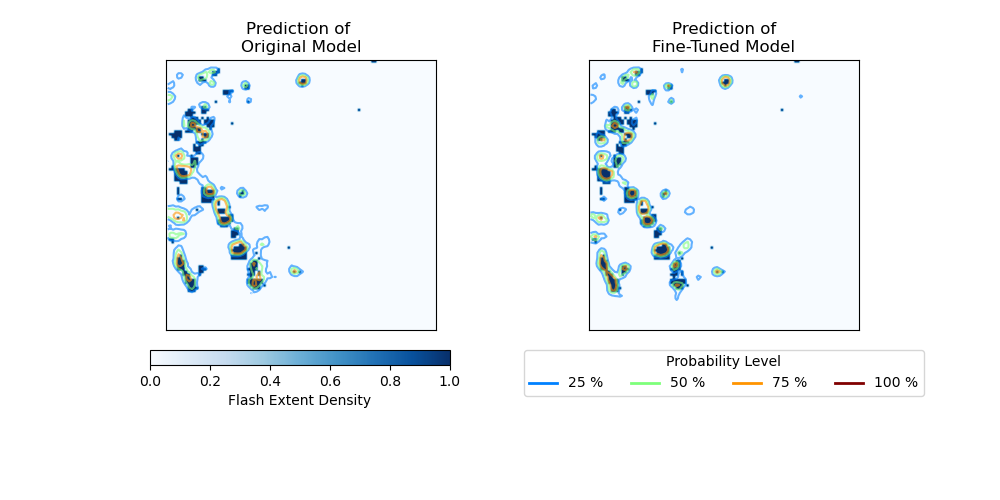 Prediction of
Original Model
Prediction of
Fine-Tuned Model
0.0 0.2 0.4 0.6 0.8 1.0
Flash Extent Density
Probability Level
25 % 50 % 75 % 100 %